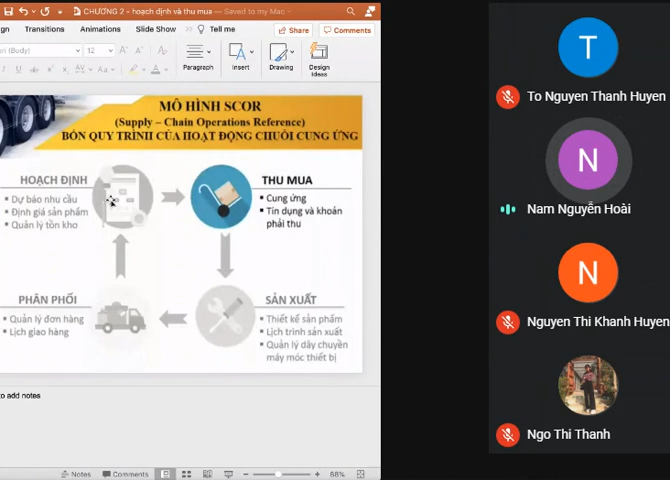 CHƯƠNG 2 - hoạch định và thu mua — Saved to my Mac
Transitions Animations Slide Show Tell me
Share Comments
(Body) 12
Paragraph Insert Drawing Design Ideas
MÔ HÌNH SCOR
(Supply – Chain Operations Reference)
BỐN QUY TRÌNH CỦA HOẠT ĐỘNG CHUỖI CUNG ỨNG
HOẠCH ĐỊNH
▪ Dự báo nhu cầu
▪ Định giá sản phẩm
▪ Quản lý tồn kho
THU MUA
▪ Cung ứng
▪ Tín dụng và khoản
phải thu
PHÂN PHỐI
▪ Quản lý đơn hàng
▪ Lịch giao hàng
SẢN XUẤT
▪ Thiết kế sản phẩm
▪ Lịch trình sản xuất
▪ Quản lý dây chuyền
máy móc thiết bị
to add notes
Notes Comments 68%
T
To Nguyen Thanh Huyen
N
Nam Nguyễn Hoài
N
Nguyen Thi Khanh Huyen
Ngo Thi Thanh